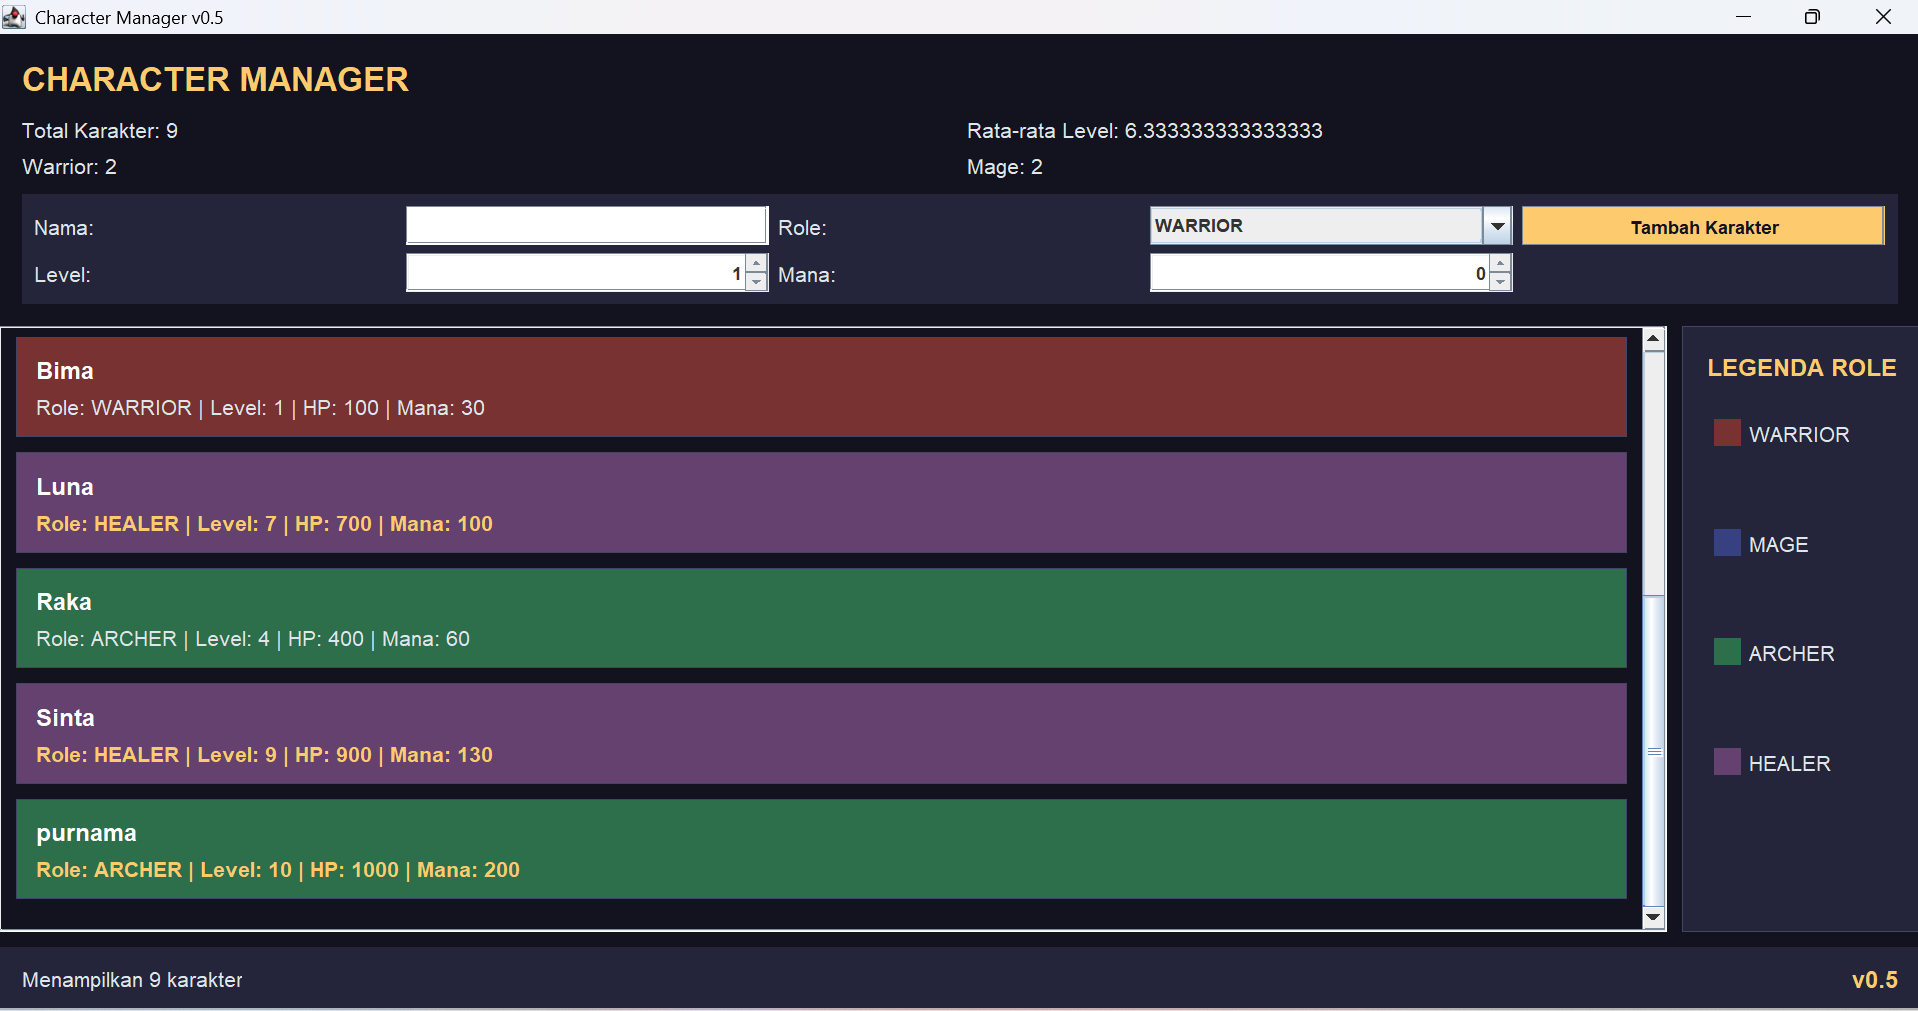 Character Manager v0.5
CHARACTER MANAGER
Total Karakter: 9
Rata-rata Level: 6.333333333333333
Warrior: 2
Mage: 2
Nama:
Role:
WARRIOR
Tambah Karakter
Level:
1
Mana:
0
Bima
Role: WARRIOR | Level: 1 | HP: 100 | Mana: 30
Luna
Role: HEALER | Level: 7 | HP: 700 | Mana: 100
Raka
Role: ARCHER | Level: 4 | HP: 400 | Mana: 60
Sinta
Role: HEALER | Level: 9 | HP: 900 | Mana: 130
purnama
Role: ARCHER | Level: 10 | HP: 1000 | Mana: 200
LEGENDA ROLE
WARRIOR
MAGE
ARCHER
HEALER
Menampilkan 9 karakter
v0.5